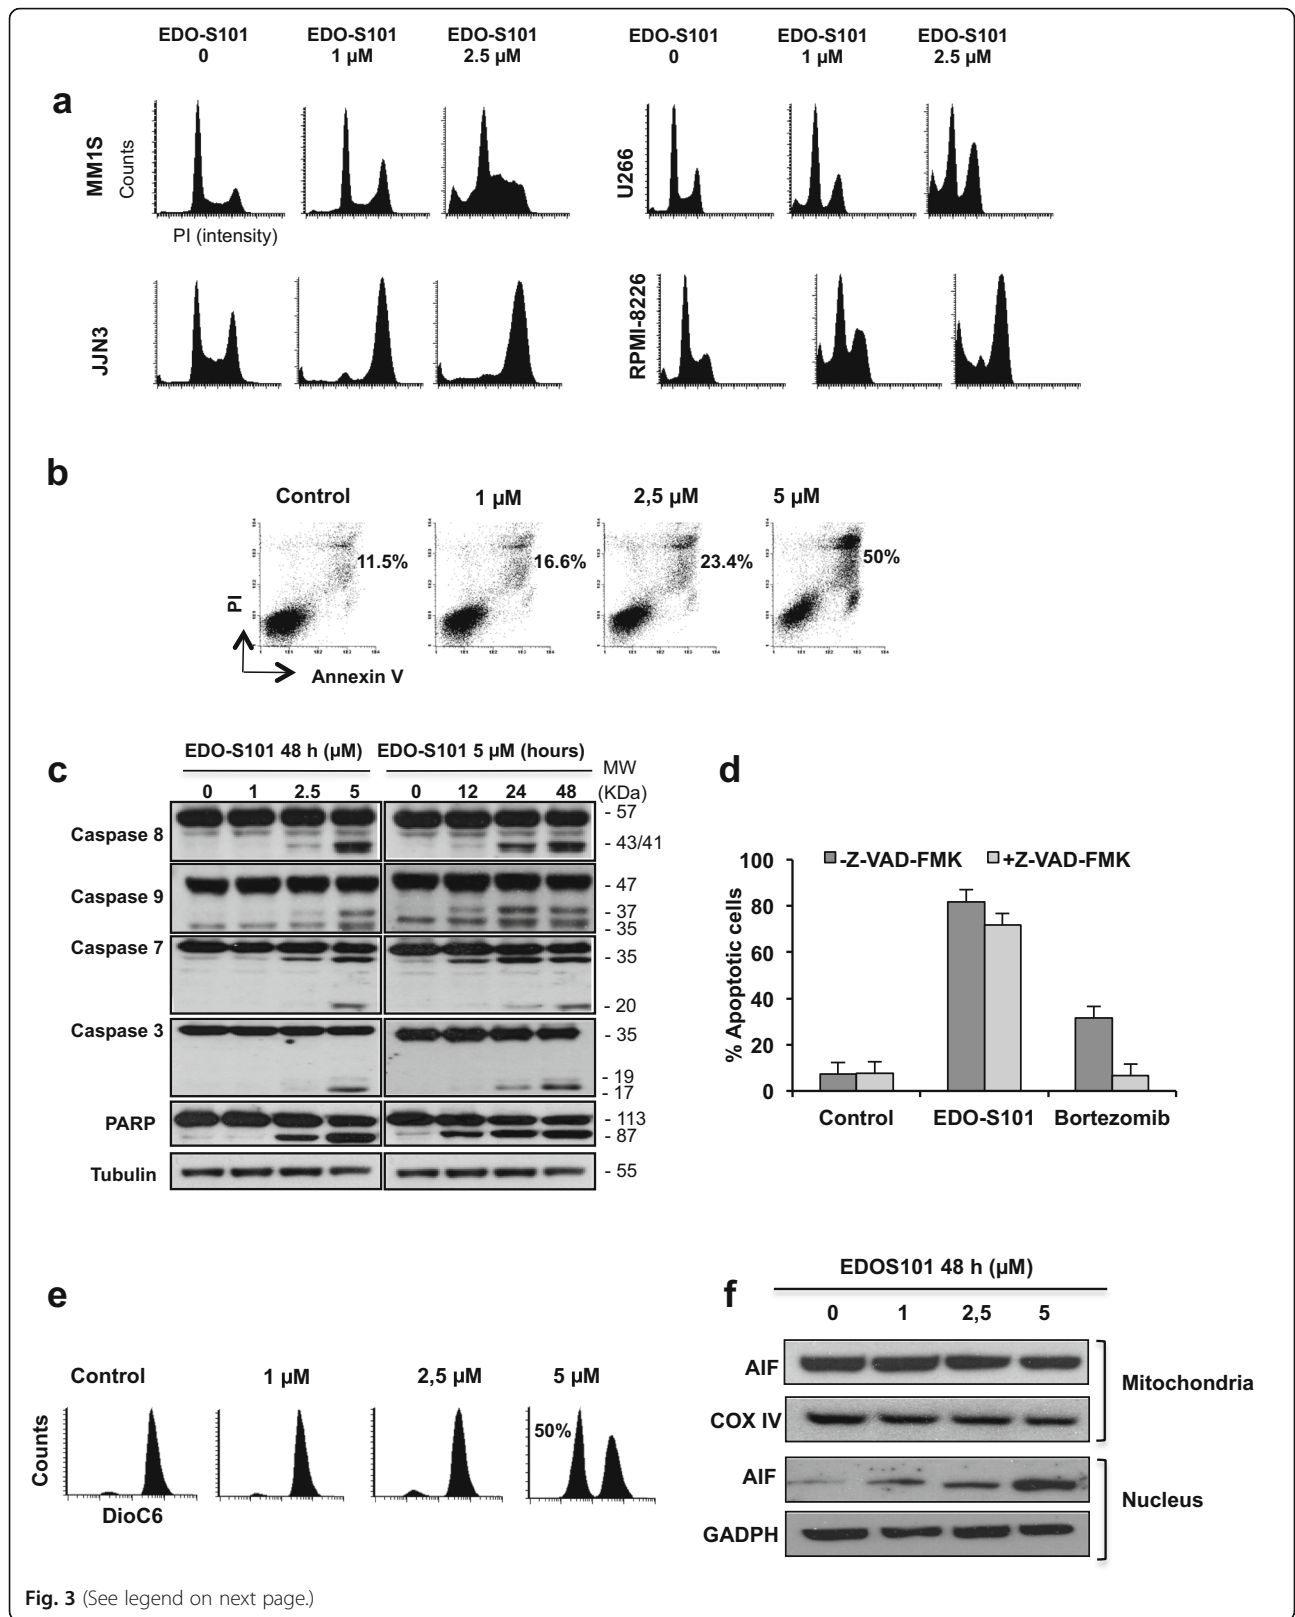 EDO-S101 EDO-S101 EDO-S101 EDO-S101 EDO-S101 EDO-S101
0 1 µM 2.5 µM 0 1 µM 2.5 µM
a
MM1S
Counts
PI (intensity)
U266
JJN3
RPMI-8226
b
Control 1 µM 2,5 µM 5 µM
11.5% 16.6% 23.4% 50%
PI
Annexin V
c
EDO-S101 48 h (µM) EDO-S101 5 µM (hours)
MW
0 1 2.5 5 0 12 24 48 (KDa)
- 57
Caspase 8
- 43/41
- 47
Caspase 9
- 37
- 35
Caspase 7
- 35
- 20
Caspase 3
- 35
- 19
- 17
PARP
- 113
- 87
Tubulin
- 55
d
-Z-VAD-FMK +Z-VAD-FMK
% Apoptotic cells
100
80
60
40
20
0
Control EDO-S101 Bortezomib
e
Control 1 µM 2,5 µM 5 µM
50%
Counts
DioC6
f
EDOS101 48 h (µM)
0 1 2,5 5
AIF
Mitochondria
COX IV
AIF
Nucleus
GADPH
Fig. 3 (See legend on next page.)